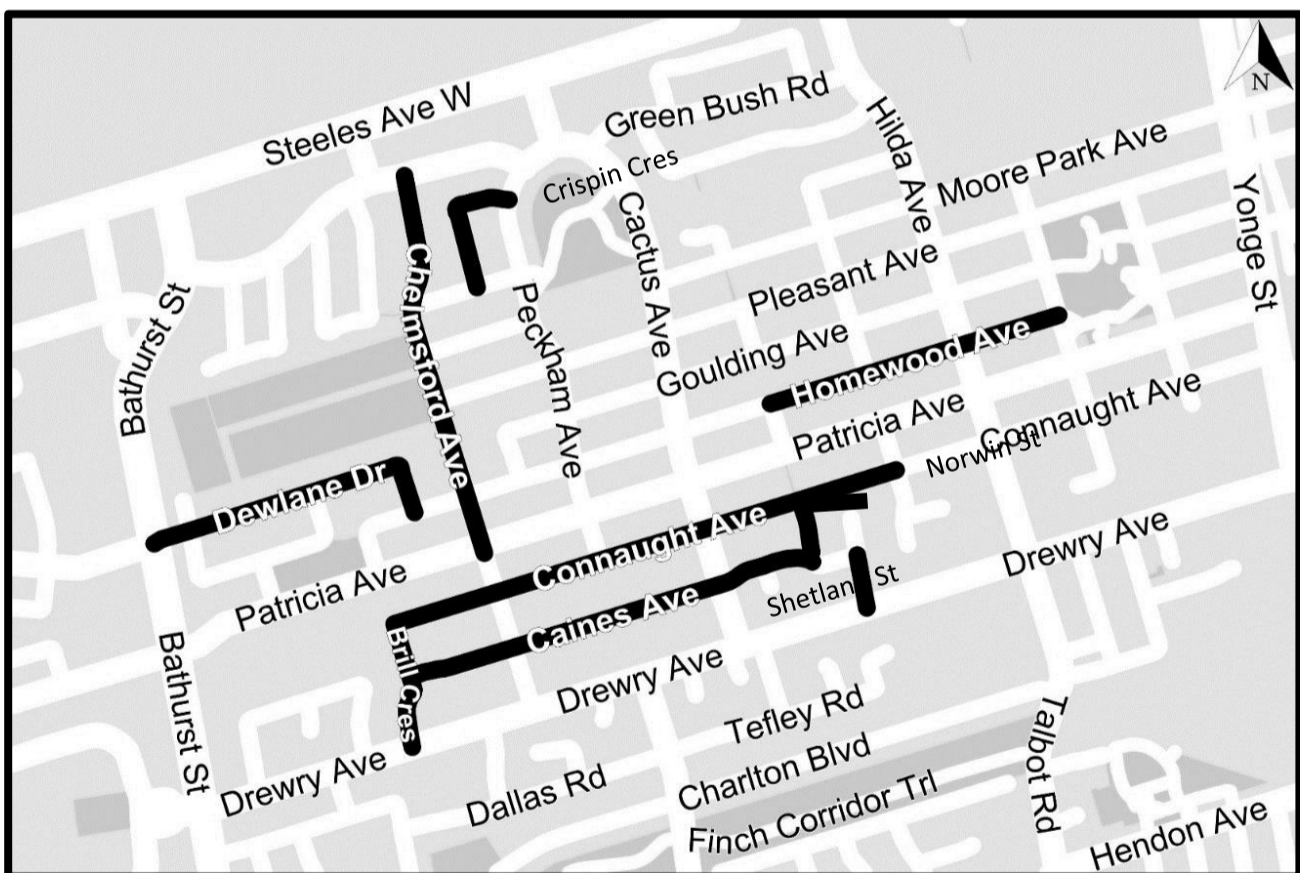 N
Green Bush Rd
Steeles Ave W
Hilda Ave
Moore Park Ave
Crispin Cres
Yonge St
Cactus Ave
Chelmsford Ave
Pleasant Ave
Bathurst St
Peckham Ave
Goulding Ave
Homewood Ave
Patricia Ave
Connaught Ave
Norwin St
Dewlane Dr
Connaught Ave
Drewry Ave
Patricia Ave
Shetlan St
Caines Ave
Brill Cres
Bathurst St
Drewry Ave
Tefley Rd
Talbot Rd
Drewry Ave
Dallas Rd
Charlton Blvd
Finch Corridor Trl
Hendon Ave